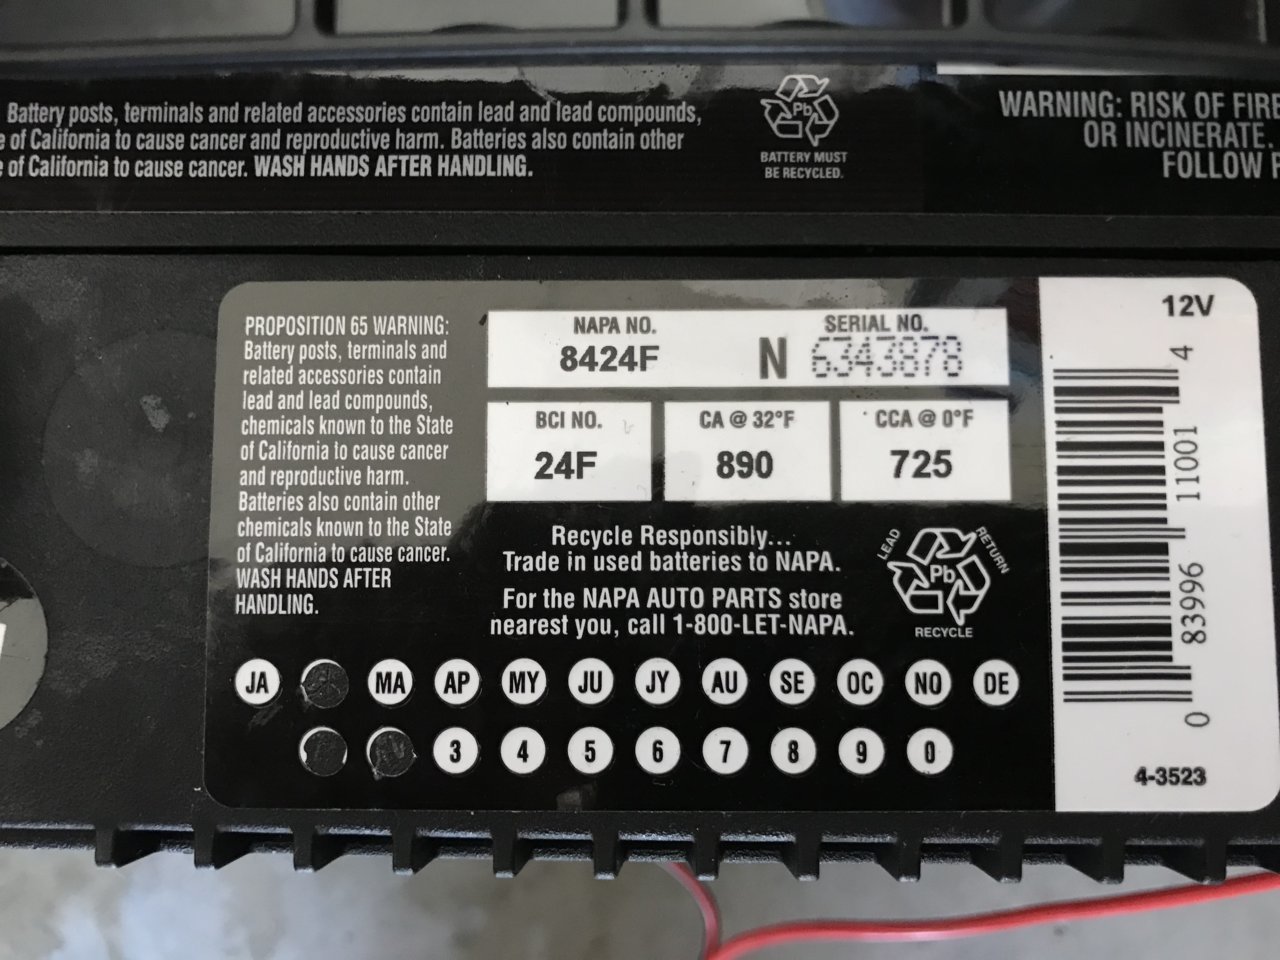 Battery posts, terminals and related accessories contain lead and lead compounds,
of California to cause cancer and reproductive harm. Batteries also contain other
of California to cause cancer. WASH HANDS AFTER HANDLING.
Pb
BATTERY MUST
BE RECYCLED.
WARNING: RISK OF FIRE
OR INCINERATE.
FOLLOW
PROPOSITION 65 WARNING:
Battery posts, terminals and
related accessories contain
lead and lead compounds,
chemicals known to the State
of California to cause cancer
and reproductive harm.
Batteries also contain other
chemicals known to the State
of California to cause cancer.
WASH HANDS AFTER
HANDLING.
NAPA NO.
8424F
SERIAL NO.
N 6343878
BCI NO.
24F
CA @ 32°F
890
CCA @ 0°F
725
Recycle Responsibly...
Trade in used batteries to NAPA.
For the NAPA AUTO PARTS store
nearest you, call 1-800-LET-NAPA.
LEAD
RETURN
Pb
RECYCLE
JA MA AP MY JU JY AU SE OC NO DE
3 4 5 6 7 8 9 0
12V
0 83996 11001 4
4-3523